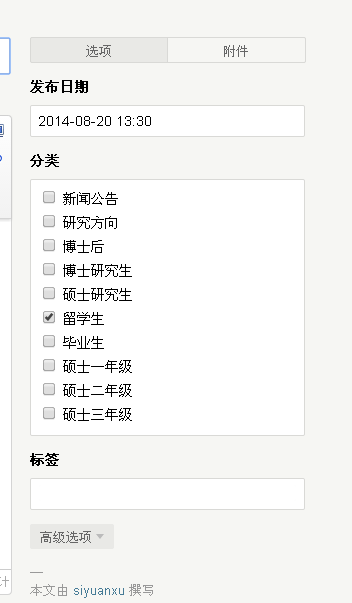 选项 附件
发布日期
2014-08-20 13:30
分类
新闻公告
研究方向
博士后
博士研究生
硕士研究生
留学生
毕业生
硕士一年级
硕士二年级
硕士三年级
标签
高级选项
计
—
本文由 siyuanxu 撰写